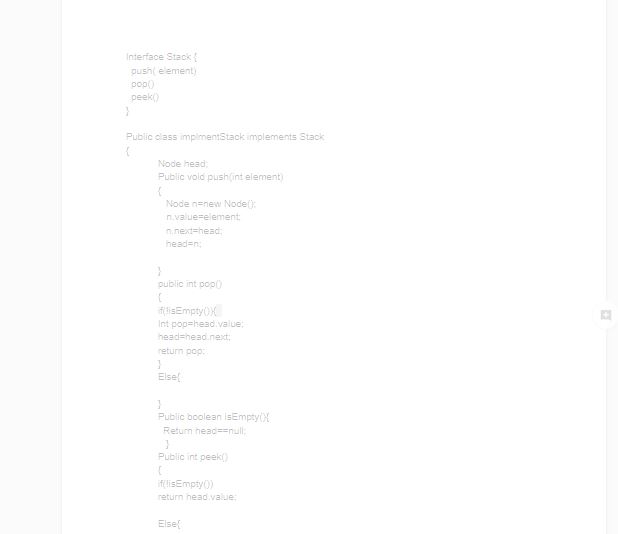 Interface Stack {
push( element)
pop()
peek()
}
Public class implmentStack implements Stack
{
Node head;
Public void push(int element)
{
Node n=new Node();
n.value=element;
n.next=head;
head=n;
}
public int pop()
{
if(!isEmpty()){
Int pop=head.value;
head=head.next;
return pop;
}
Else{
}
Public boolean IsEmpty(){
Return head==null;
}
Public int peek()
{
if(!isEmpty())
return head.value;
Else{